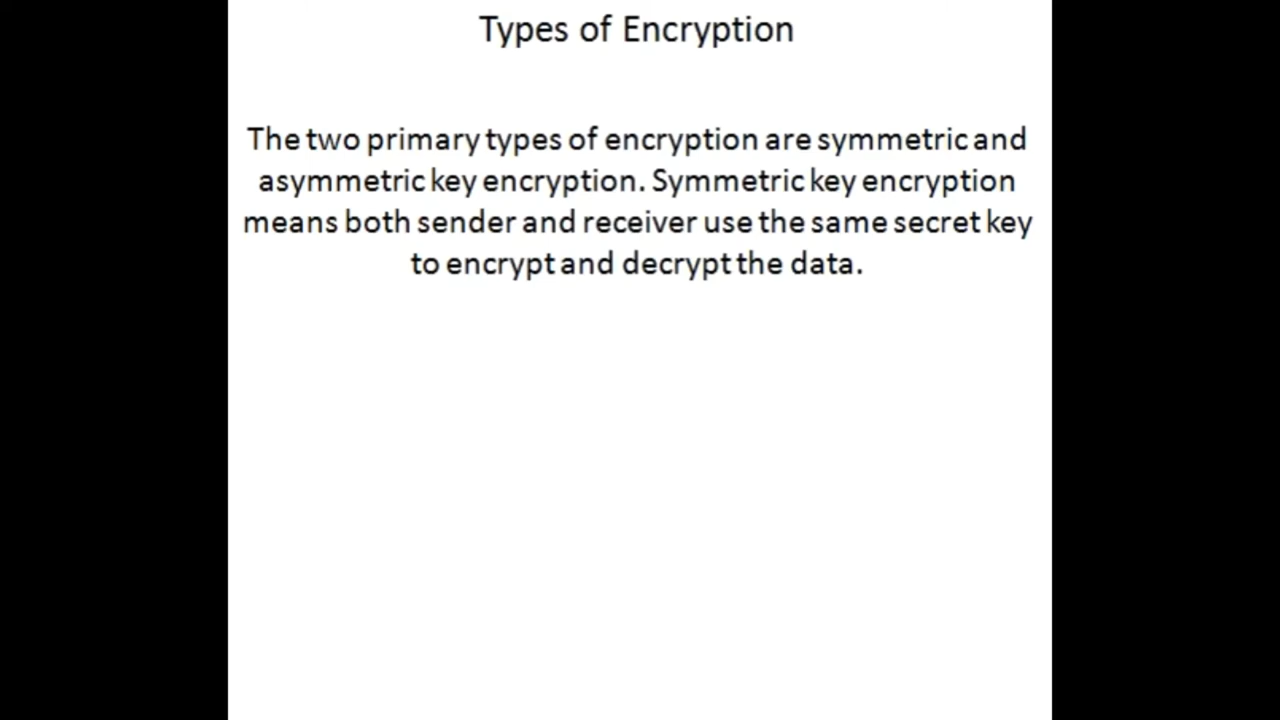 Types of Encryption
The two primary types of encryption are symmetric and
asymmetric key encryption. Symmetric key encryption
means both sender and receiver use the same secret key
to encrypt and decrypt the data.